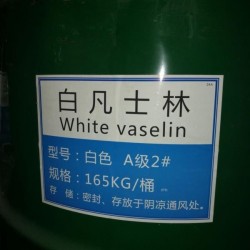 白凡士林
White vaselin
型号：白色 A级2#
规格：165KG/桶
存 储：密封，存放于阴凉通风处。